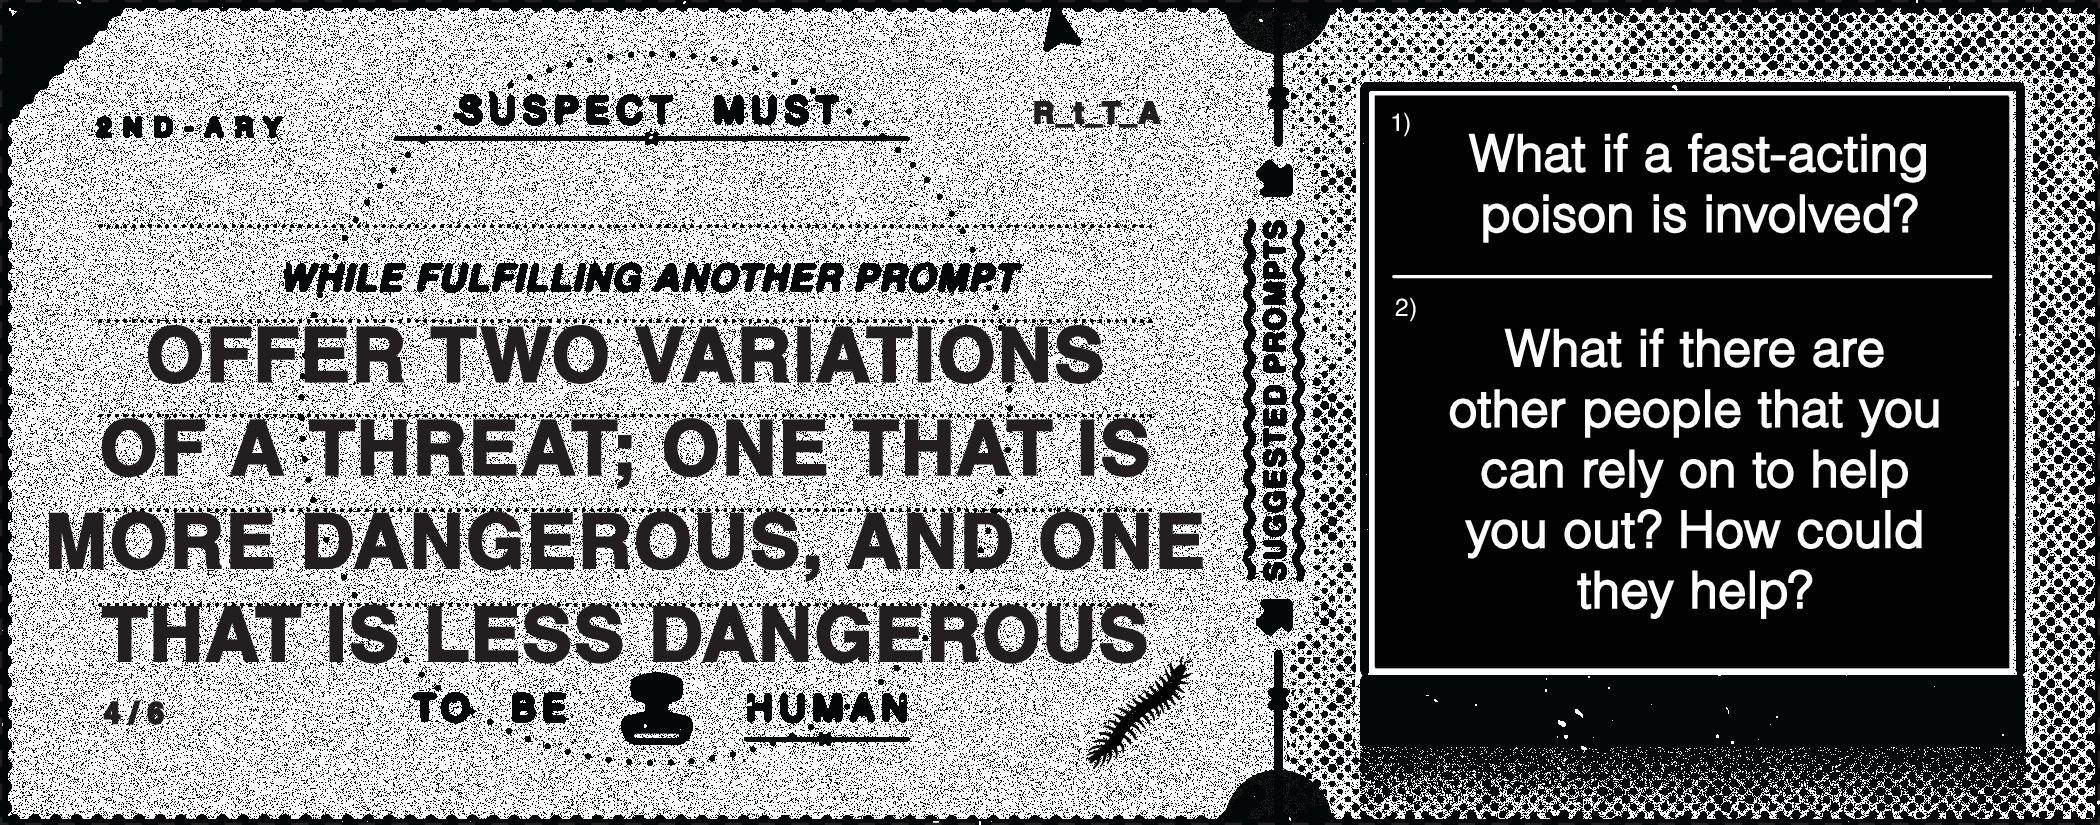 2ND-ARY
SUSPECT MUST
R_t_T_A
WHILE FULFILLING ANOTHER PROMPT
OFFER TWO VARIATIONS
OF A THREAT; ONE THAT IS
MORE DANGEROUS, AND ONE
THAT IS LESS DANGEROUS
4/6
TO BE HUMAN
SUGGESTED PROMPTS
1)
What if a fast-acting
poison is involved?
2)
What if there are
other people that you
can rely on to help
you out? How could
they help?